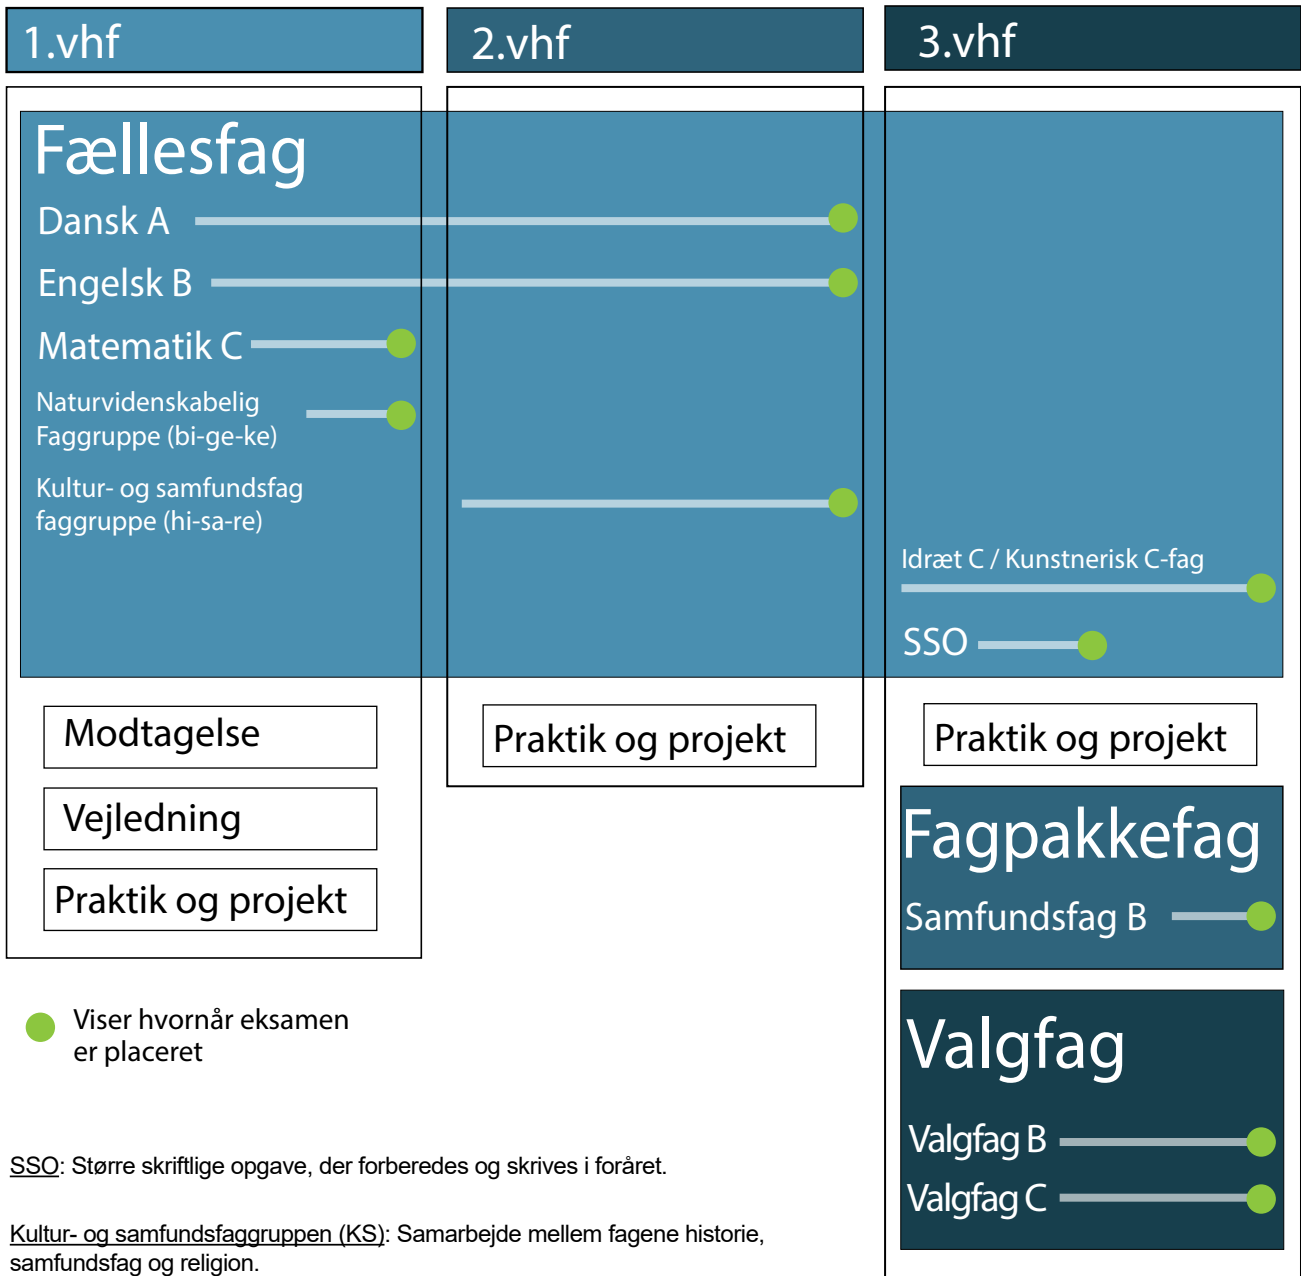 1.vhf
2.vhf
3.vhf
Fællesfag
Dansk A
Engelsk B
Matematik C
Naturvidenskabelig
Faggruppe (bi-ge-ke)
Kultur- og samfundsfag
faggruppe (hi-sa-re)
Idræt C / Kunstnerisk C-fag
SSO
Modtagelse
Vejledning
Praktik og projekt
Praktik og projekt
Praktik og projekt
Fagpakkefag
Samfundsfag B
Valgfag
Valgfag B
Valgfag C
Viser hvornår eksamen
er placeret
SSO: Større skriftlige opgave, der forberedes og skrives i foråret.
Kultur- og samfundsfaggruppen (KS): Samarbejde mellem fagene historie,
samfundsfag og religion.